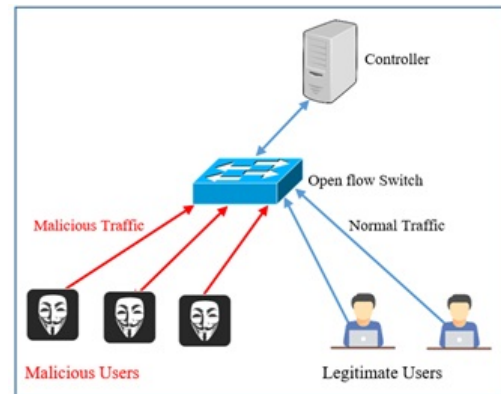 Controller
Open flow Switch
Malicious Traffic
Normal Traffic
Malicious Users
Legitimate Users